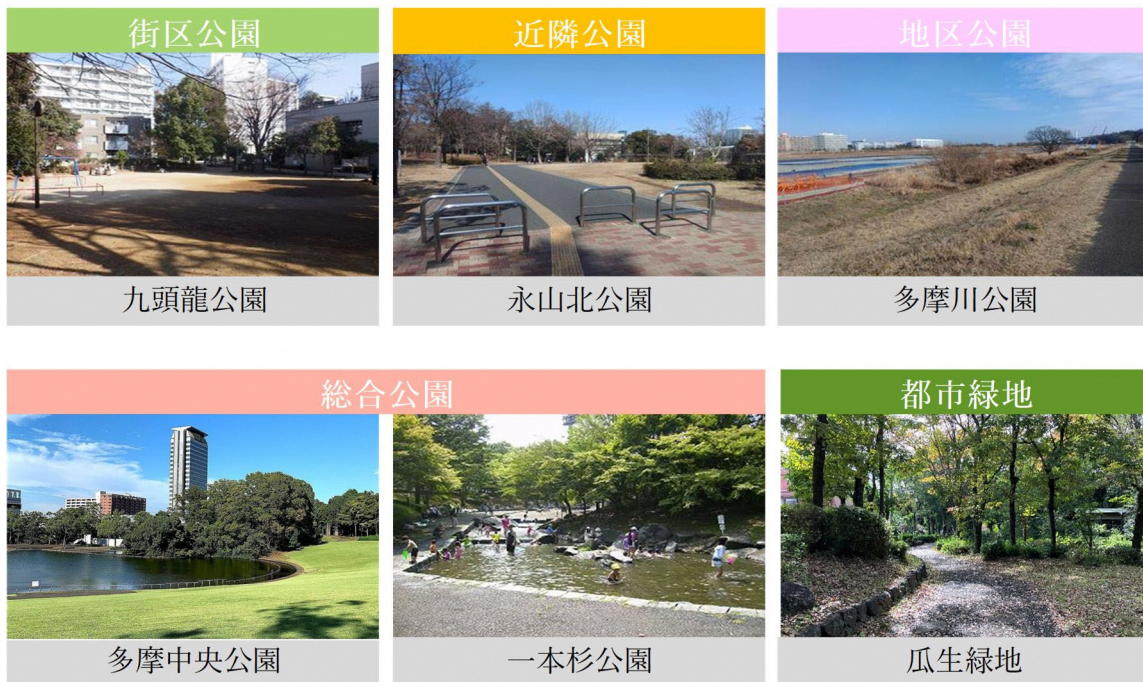 街区公園
近隣公園
地区公園
九頭龍公園
永山北公園
多摩川公園
総合公園
都市緑地
多摩中央公園
一本杉公園
瓜生緑地